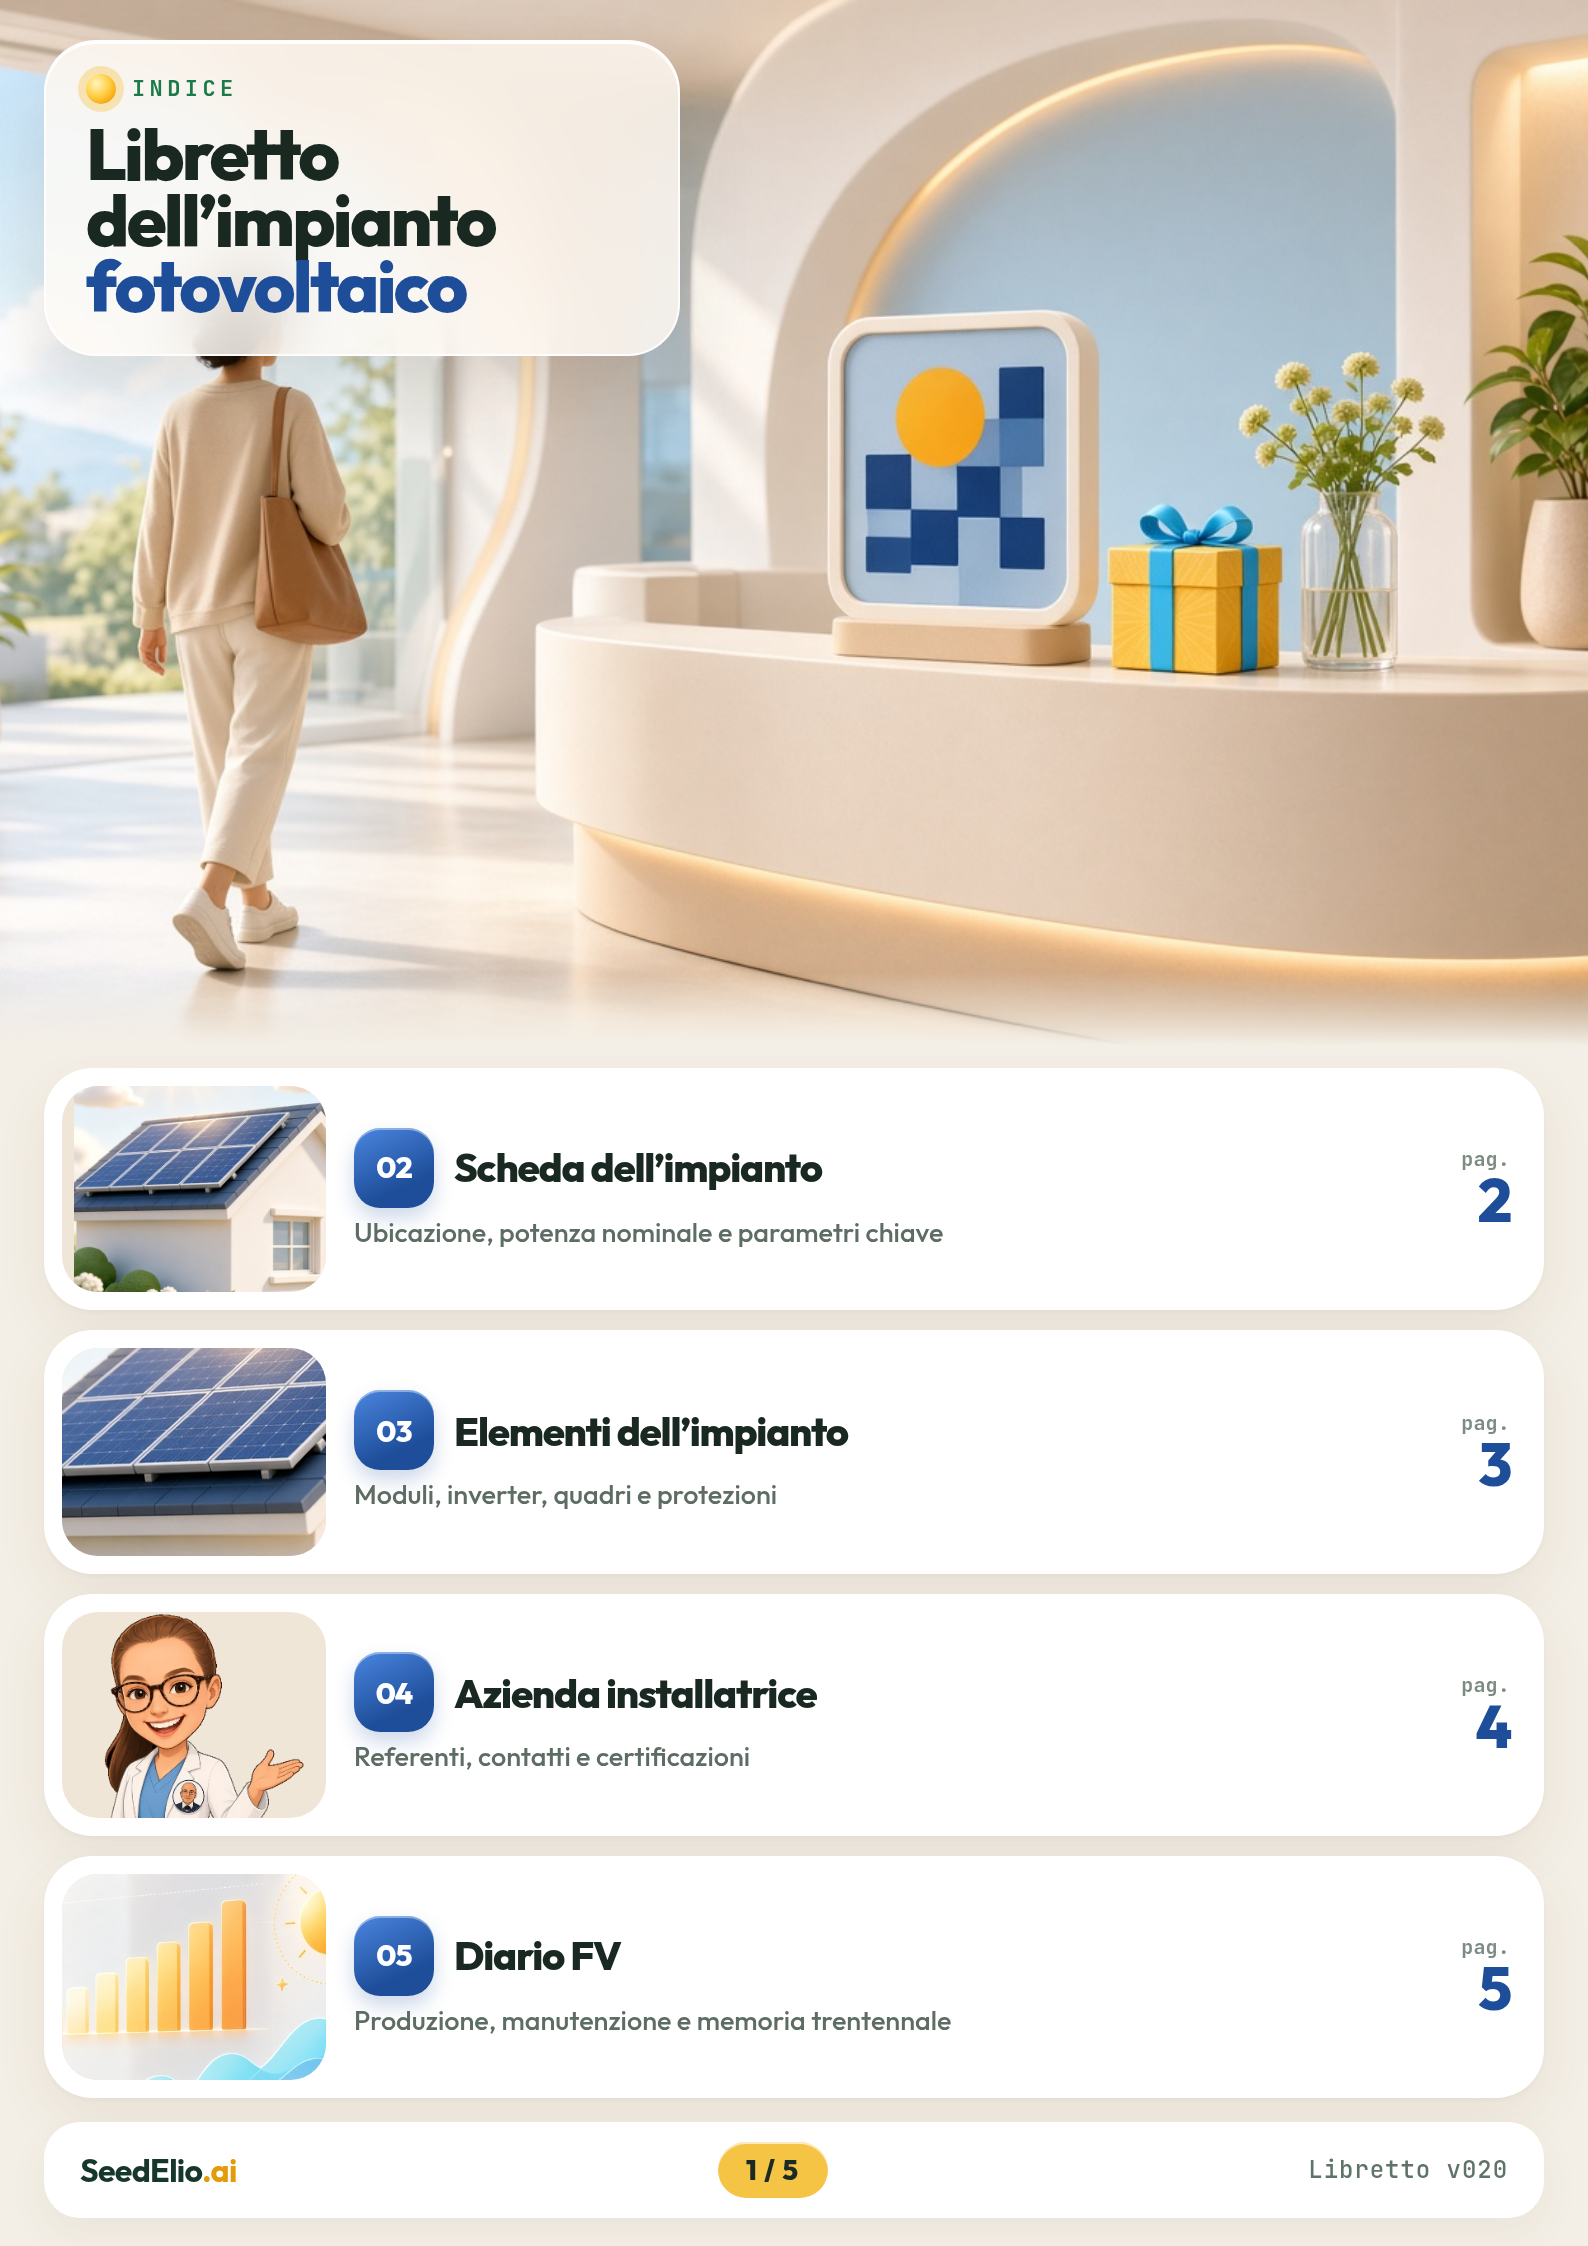 INDICE
Libretto
dell’impianto
fotovoltaico
02
Scheda dell’impianto
Ubicazione, potenza nominale e parametri chiave
pag.
2
03
Elementi dell’impianto
Moduli, inverter, quadri e protezioni
pag.
3
04
Azienda installatrice
Referenti, contatti e certificazioni
pag.
4
05
Diario FV
Produzione, manutenzione e memoria trentennale
pag.
5
SeedElio.ai
1 / 5
Libretto v020